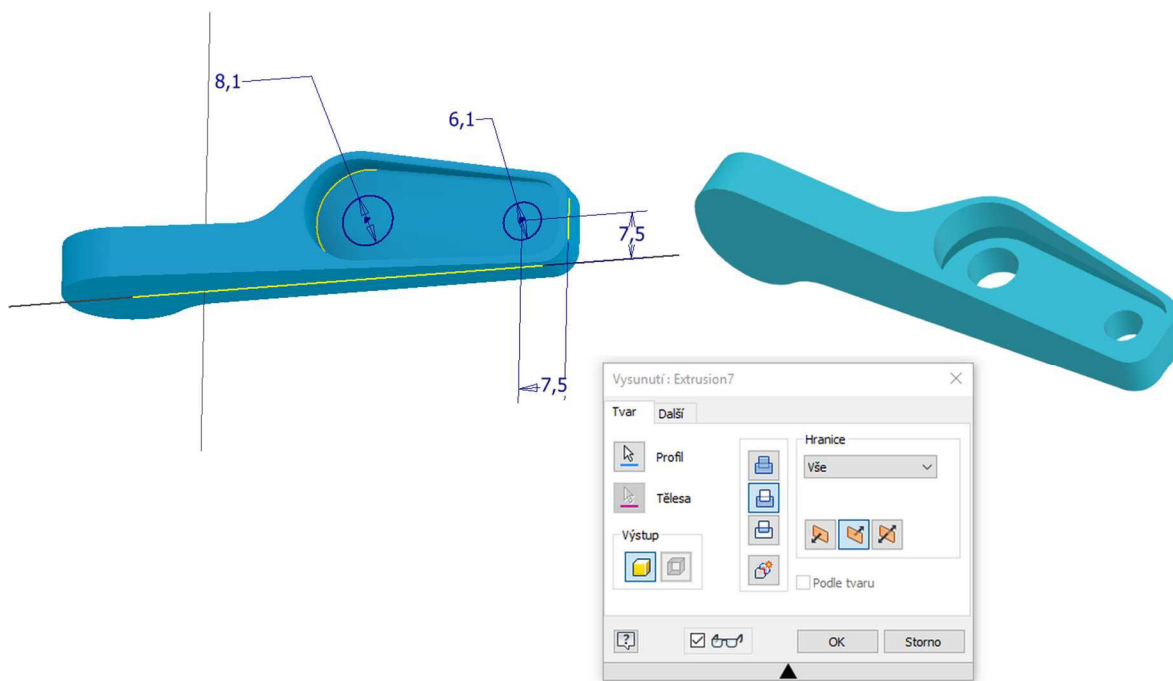 8,1
6,1
7,5
7,5
Vysunutí : Extrusion7
Tvar
Další
Profil
Tělesa
Výstup
Hranice
Vše
Podle tvaru
?
OK
Storno